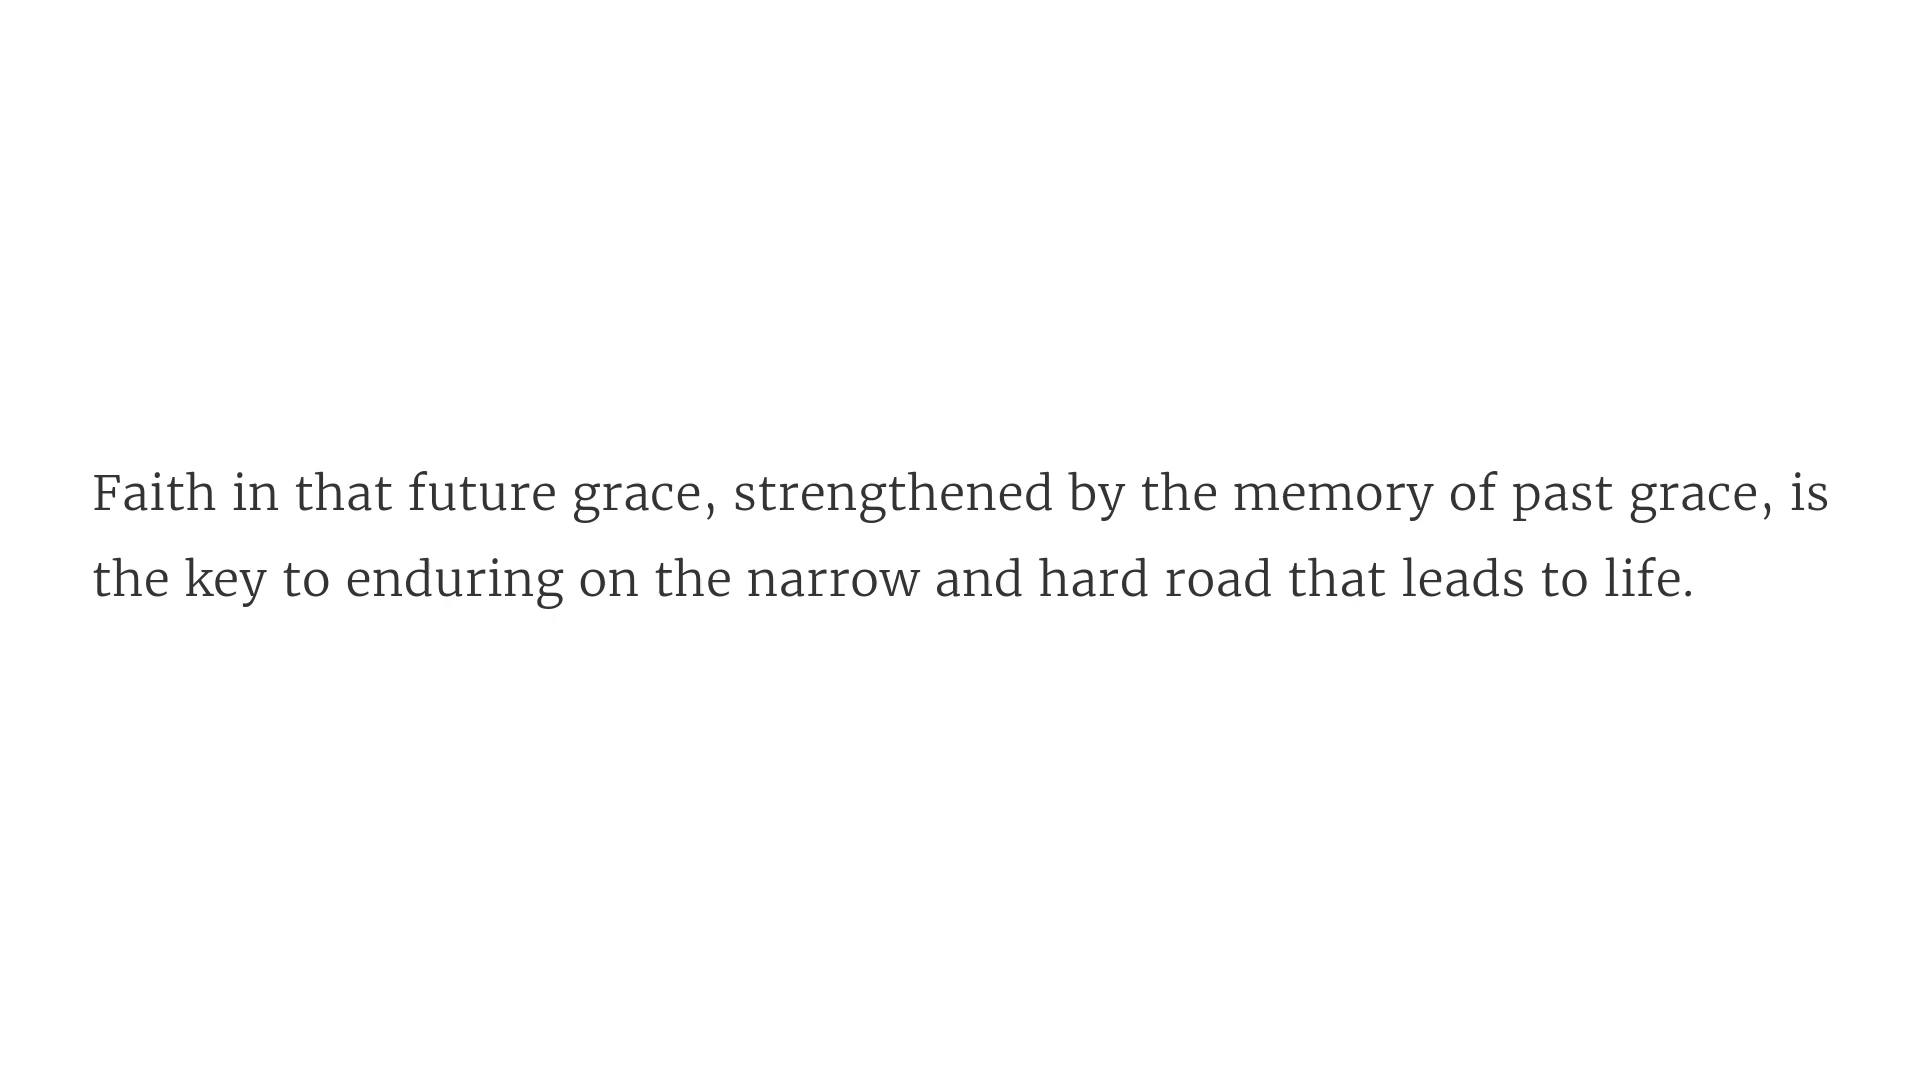 Faith in that future grace, strengthened by the memory of past grace, is
the key to enduring on the narrow and hard road that leads to life.